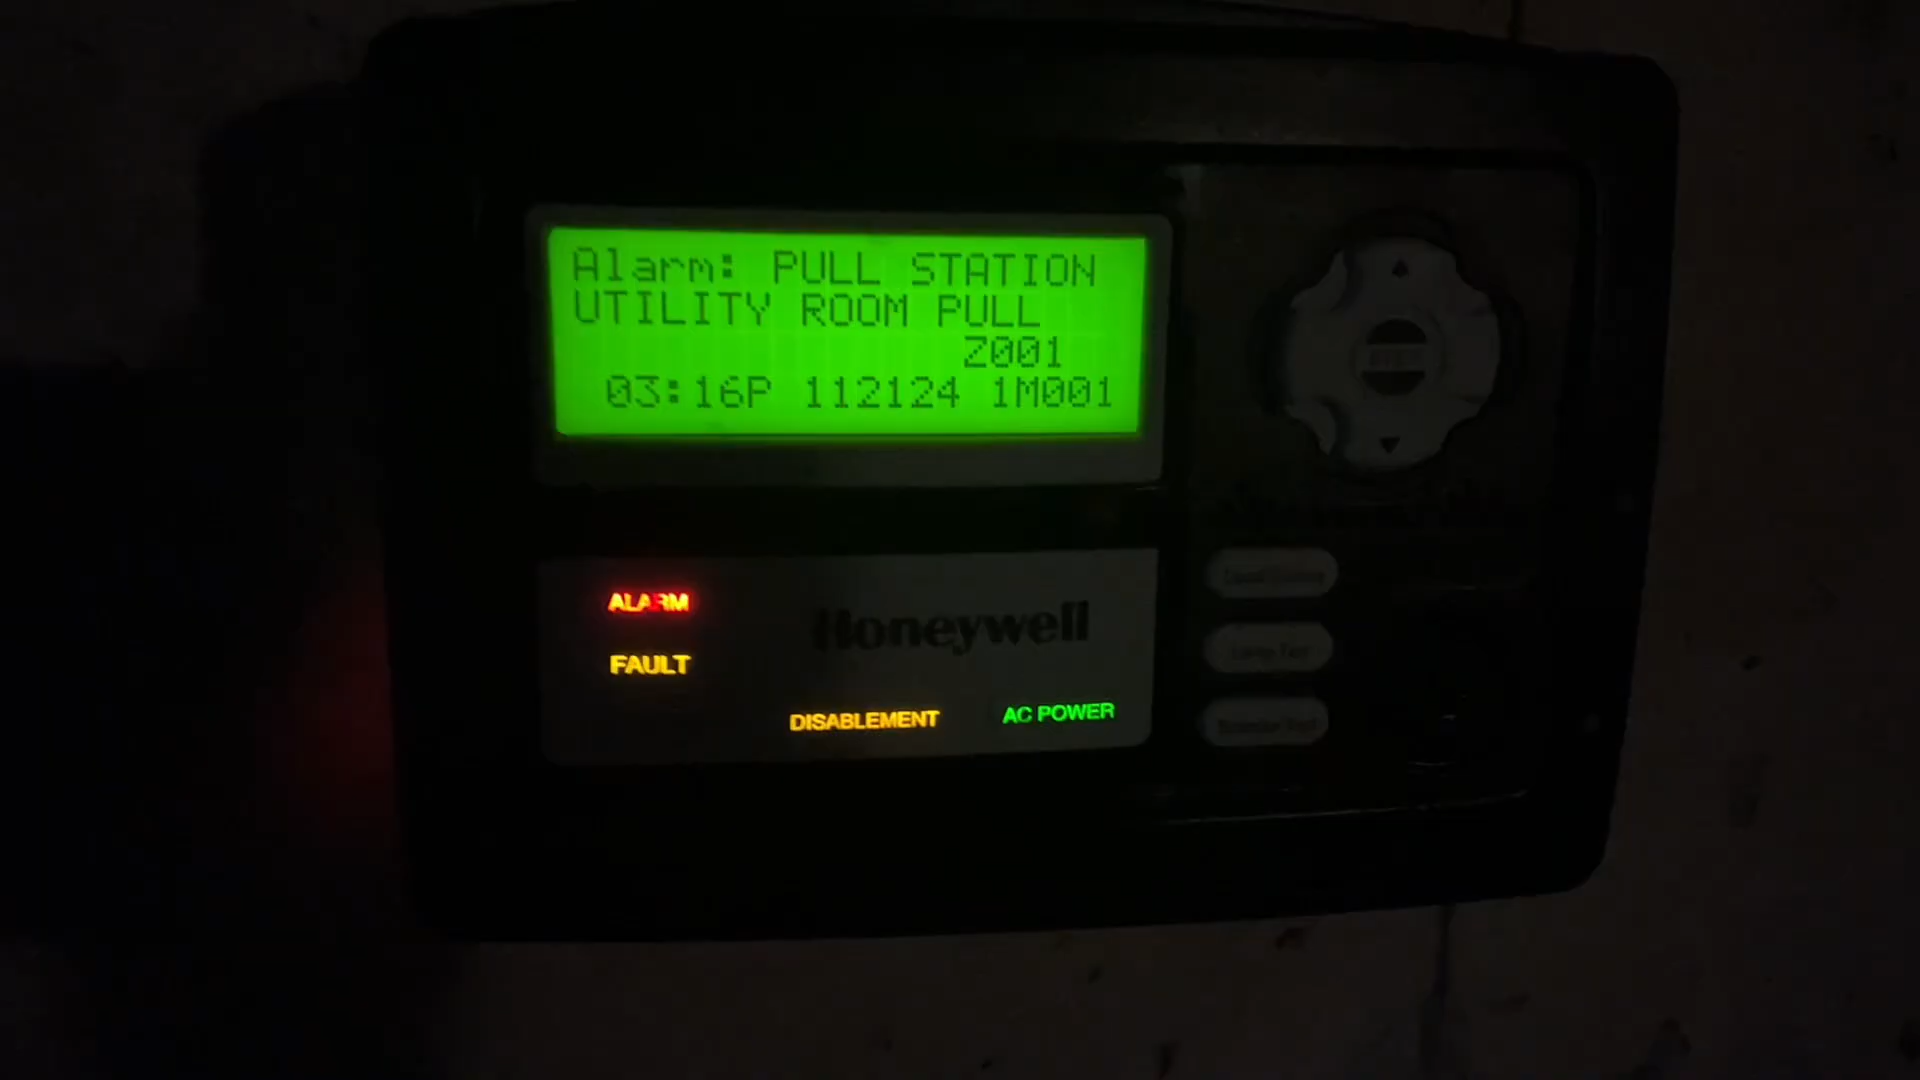 Alarm: PULL STATION
UTILITY ROOM PULL
Z001
03:16P 112124 1M001
ALARM
FAULT
Honeywell
DISABLEMENT
AC POWER